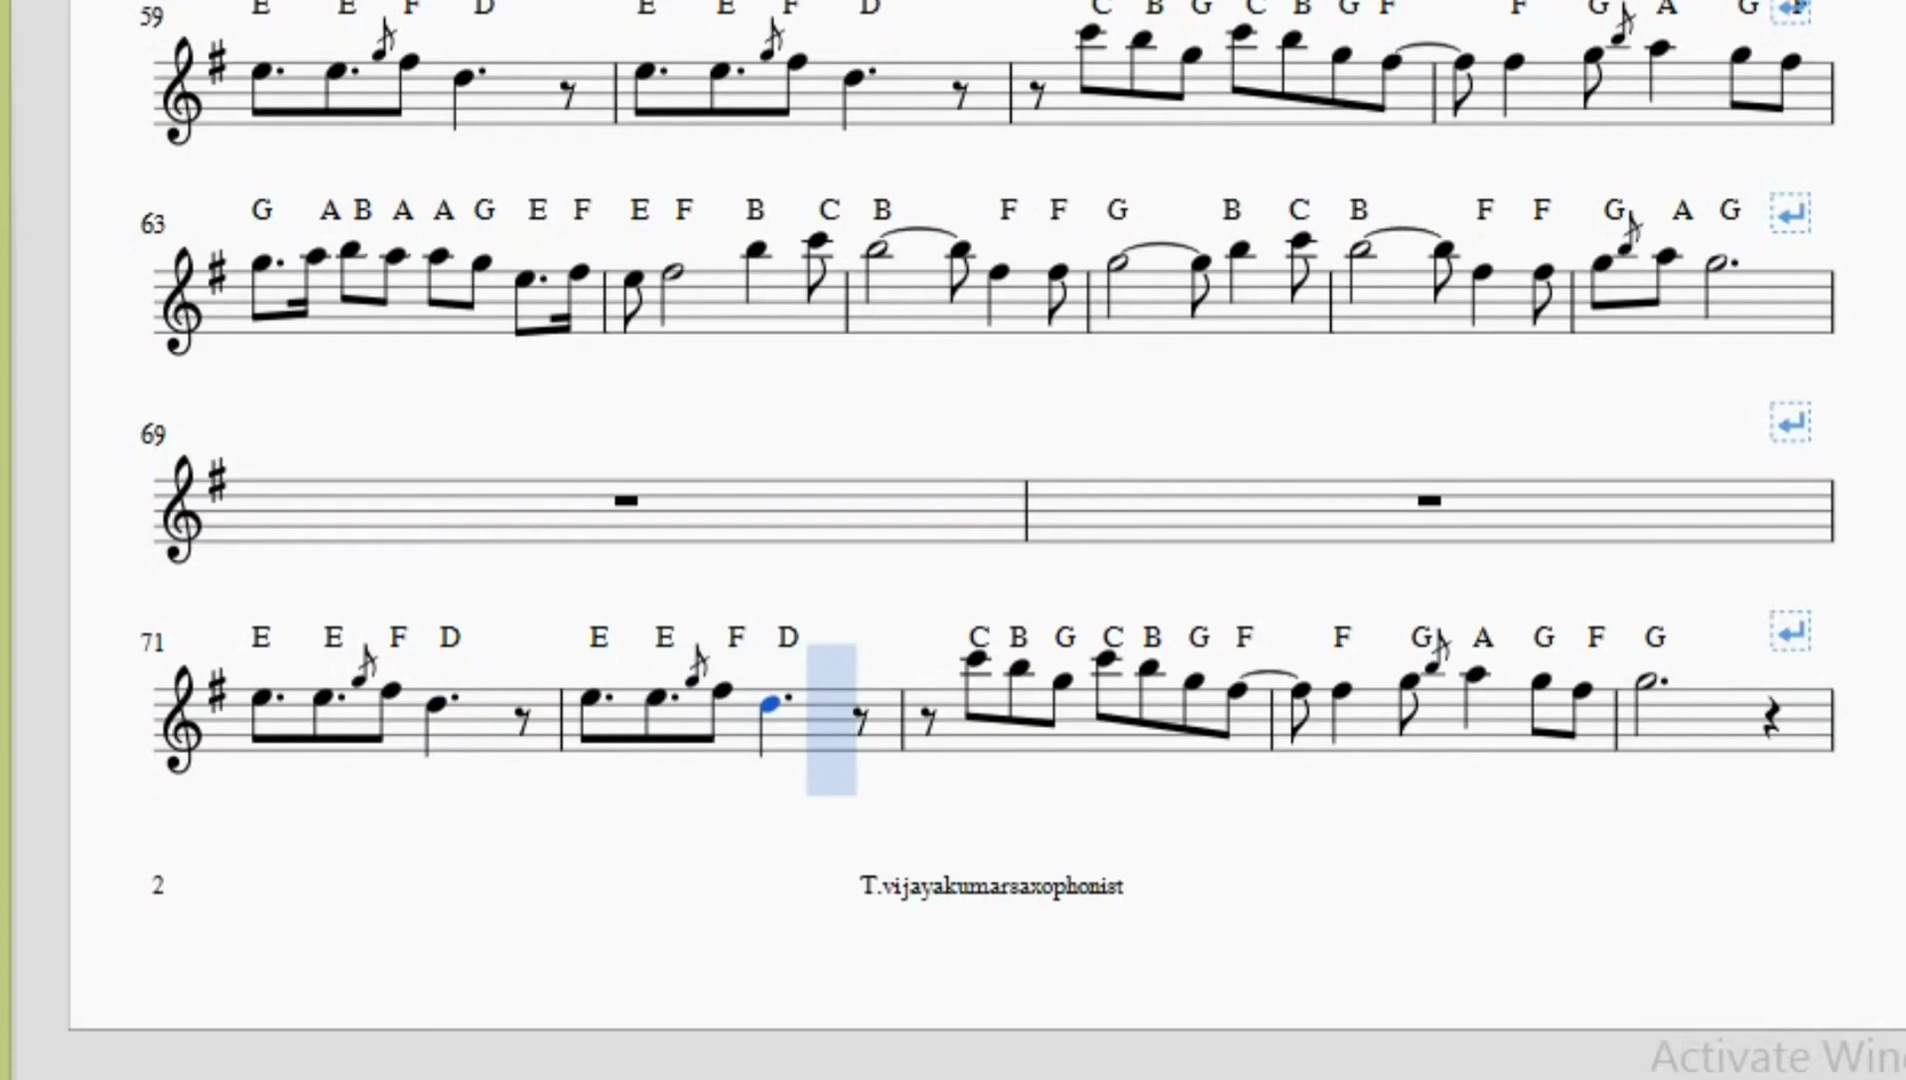 59 E E F D E E F D C B G C B G F F G A G F
63 G A B A A G E F E F B C B F F G B C B F F G A G
69
71 E E F D E E F D C B G C B G F F G A G F G
2 T.vijayakumarsaxophonist
Activate Win